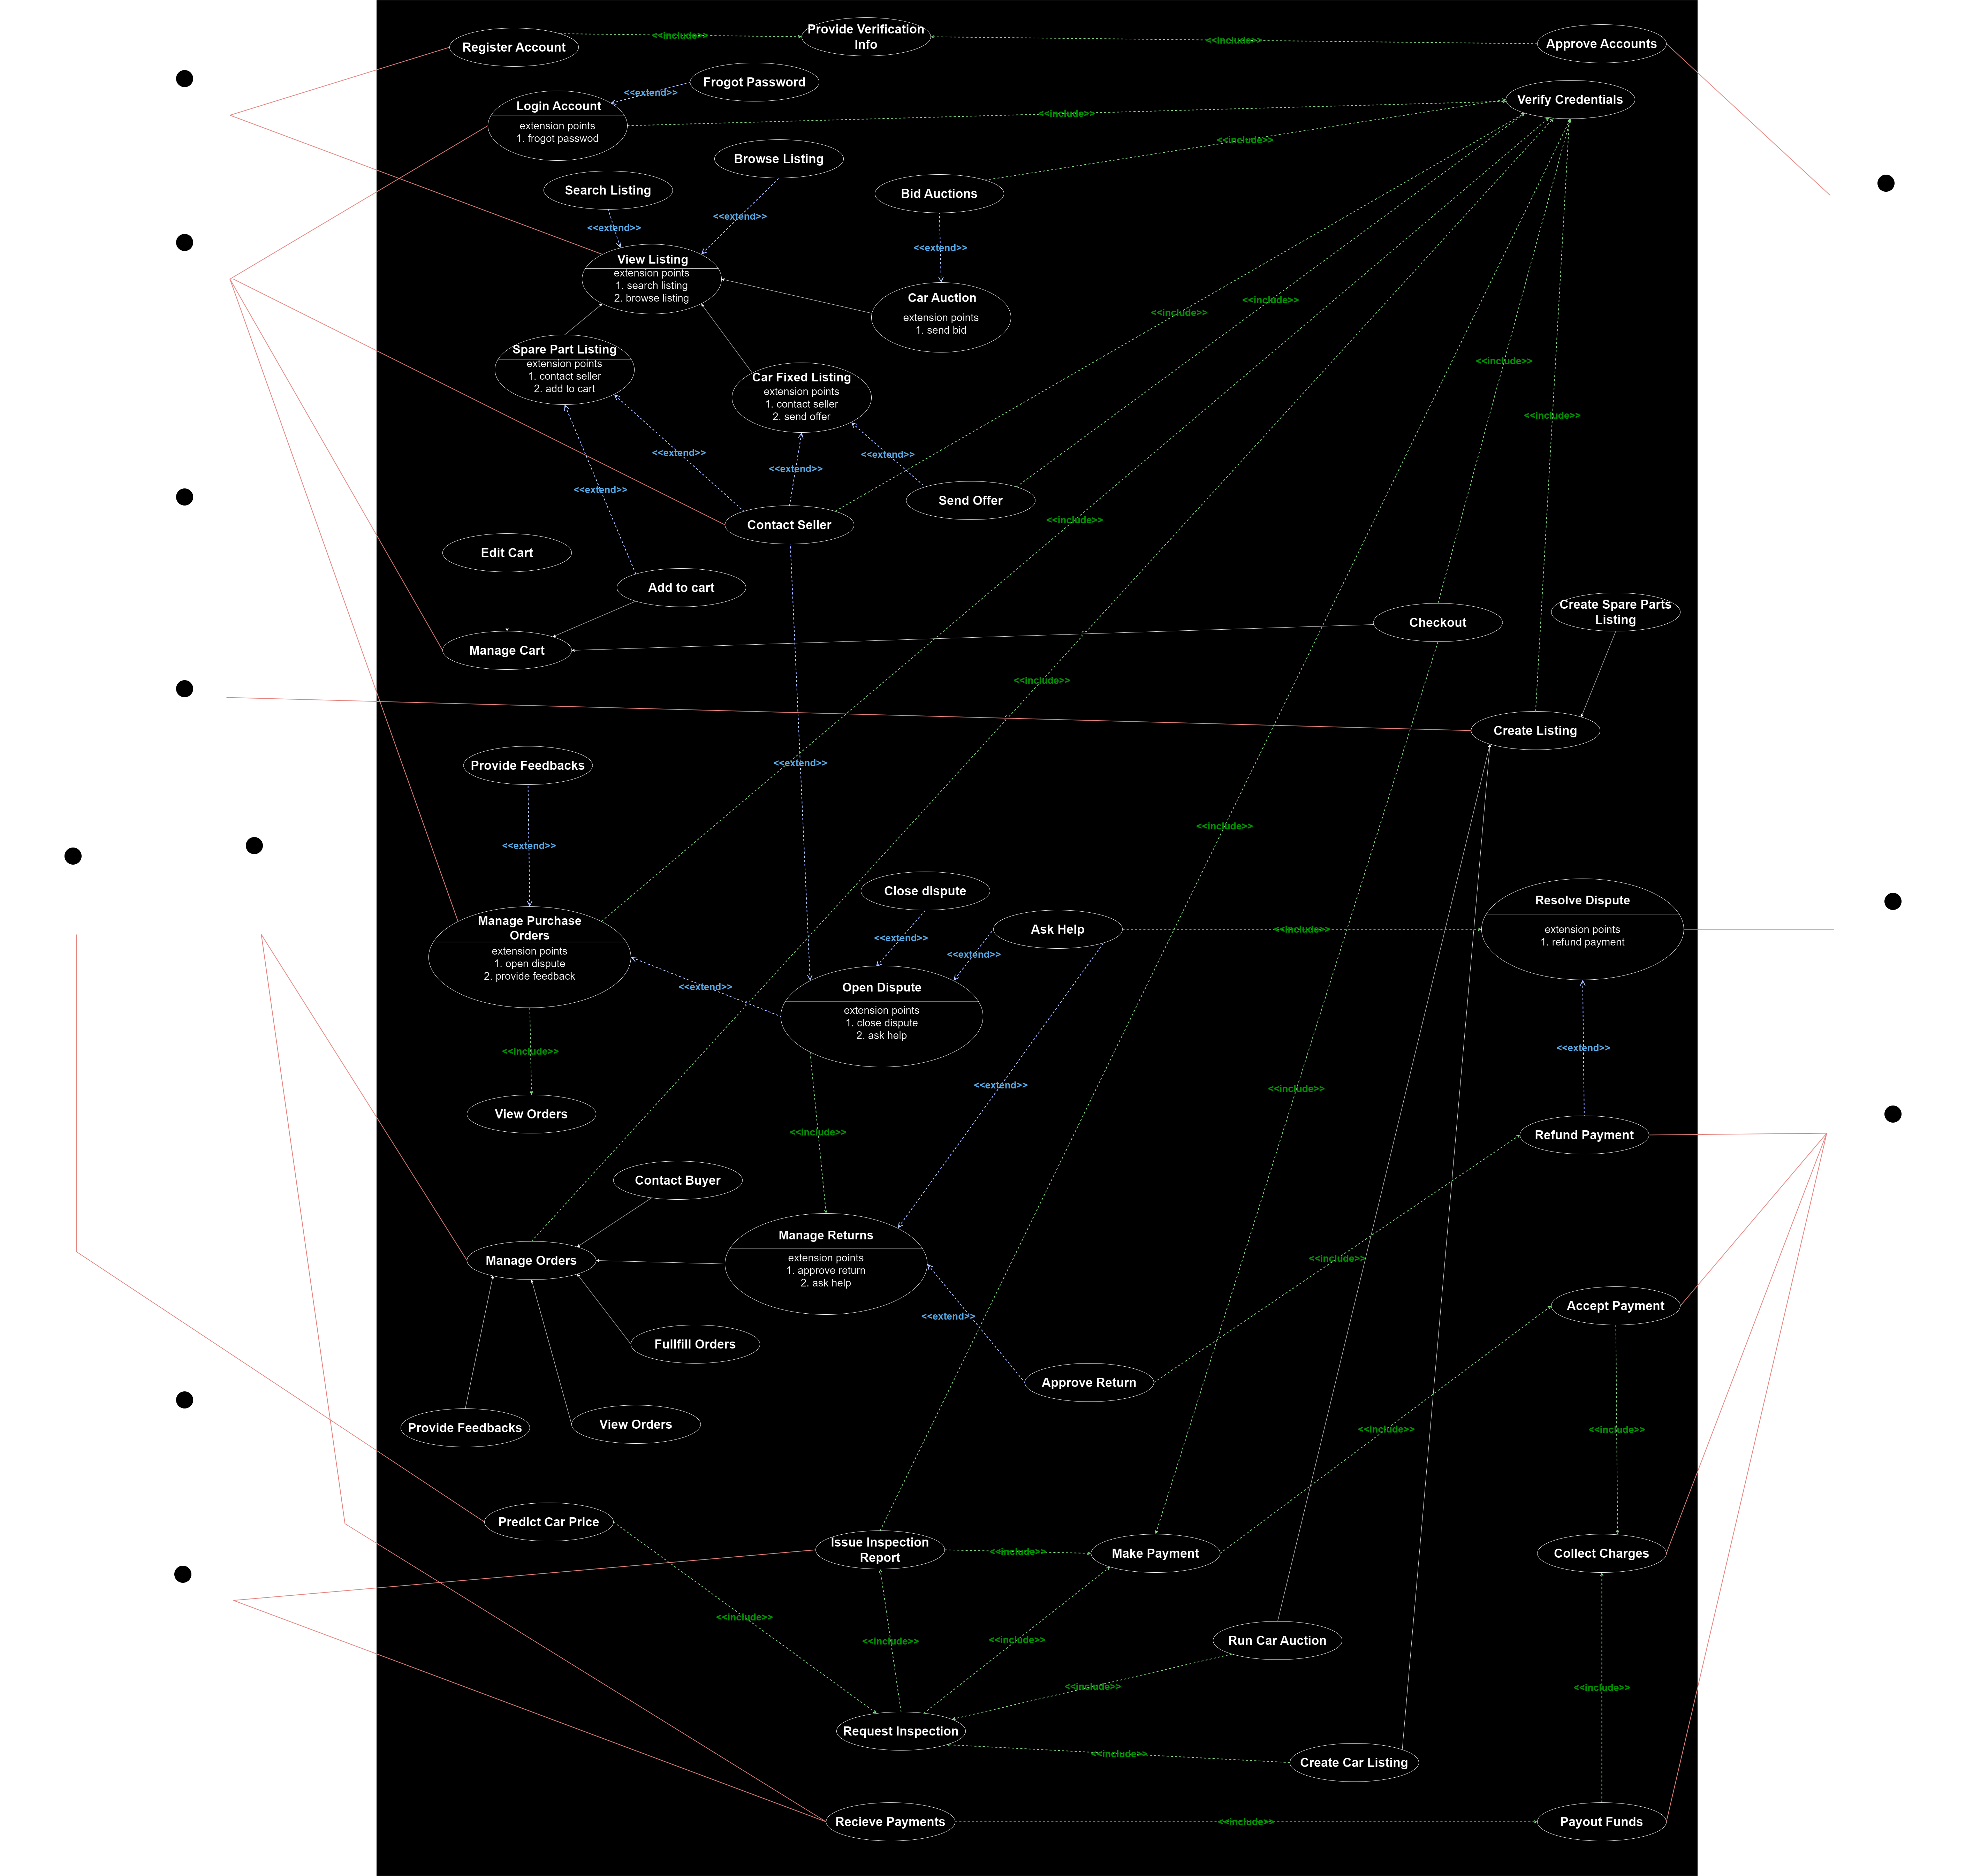 Register Account
<<include>>
Provide Verification
Info
<<include>>
Approve Accounts
Frogot Password
<<extend>>
Login Account
extension points
1. frogot passwod
<<include>>
Verify Credentials
<<include>>
Browse Listing
Search Listing
Bid Auctions
<<extend>>
<<extend>>
<<extend>>
View Listing
extension points
1. search listing
2. browse listing
Car Auction
extension points
1. send bid
<<include>>
<<include>>
Spare Part Listing
extension points
1. contact seller
2. add to cart
Car Fixed Listing
extension points
1. contact seller
2. send offer
<<include>>
<<include>>
<<extend>>
<<extend>>
<<extend>>
<<extend>>
Send Offer
Contact Seller
<<include>>
Edit Cart
Add to cart
Manage Cart
Checkout
Create Spare Parts
Listing
<<include>>
Create Listing
Provide Feedbacks
<<extend>>
<<include>>
<<extend>>
Close dispute
Manage Purchase
Orders
extension points
1. open dispute
2. provide feedback
<<extend>>
Ask Help
<<extend>>
<<include>>
Resolve Dispute
extension points
1. refund payment
<<extend>>
Open Dispute
extension points
1. close dispute
2. ask help
<<include>>
<<extend>>
<<extend>>
<<include>>
View Orders
<<include>>
Refund Payment
Contact Buyer
Manage Returns
extension points
1. approve return
2. ask help
Manage Orders
<<include>>
<<extend>>
Accept Payment
Fullfill Orders
Approve Return
Provide Feedbacks
View Orders
<<include>>
<<include>>
Predict Car Price
Issue Inspection
Report
<<include>>
Make Payment
Collect Charges
<<include>>
<<include>>
<<include>>
Run Car Auction
<<include>>
<<include>>
Request Inspection
<<include>>
Create Car Listing
Recieve Payments
<<include>>
Payout Funds